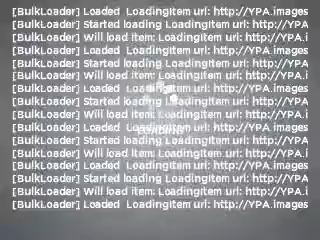 [BulkLoader] Loaded LoadingItem url: http://YPA.images
[BulkLoader] Started loading LoadingItem url: http://YPA
[BulkLoader] Will load item: LoadingItem url: http://YPA.i
[BulkLoader] Loaded LoadingItem url: http://YPA.images
[BulkLoader] Started loading LoadingItem url: http://YPA
[BulkLoader] Will load item: LoadingItem url: http://YPA.i
[BulkLoader] Loaded LoadingItem url: http://YPA.images
[BulkLoader] Started loading LoadingItem url: http://YPA
[BulkLoader] Will load item: LoadingItem url: http://YPA.i
[BulkLoader] Loaded LoadingItem url: http://YPA.images
[BulkLoader] Started loading LoadingItem url: http://YPA
[BulkLoader] Will load item: LoadingItem url: http://YPA.i
[BulkLoader] Loaded LoadingItem url: http://YPA.images
[BulkLoader] Started loading LoadingItem url: http://YPA
[BulkLoader] Will load item: LoadingItem url: http://YPA.i
[BulkLoader] Loaded LoadingItem url: http://YPA.images